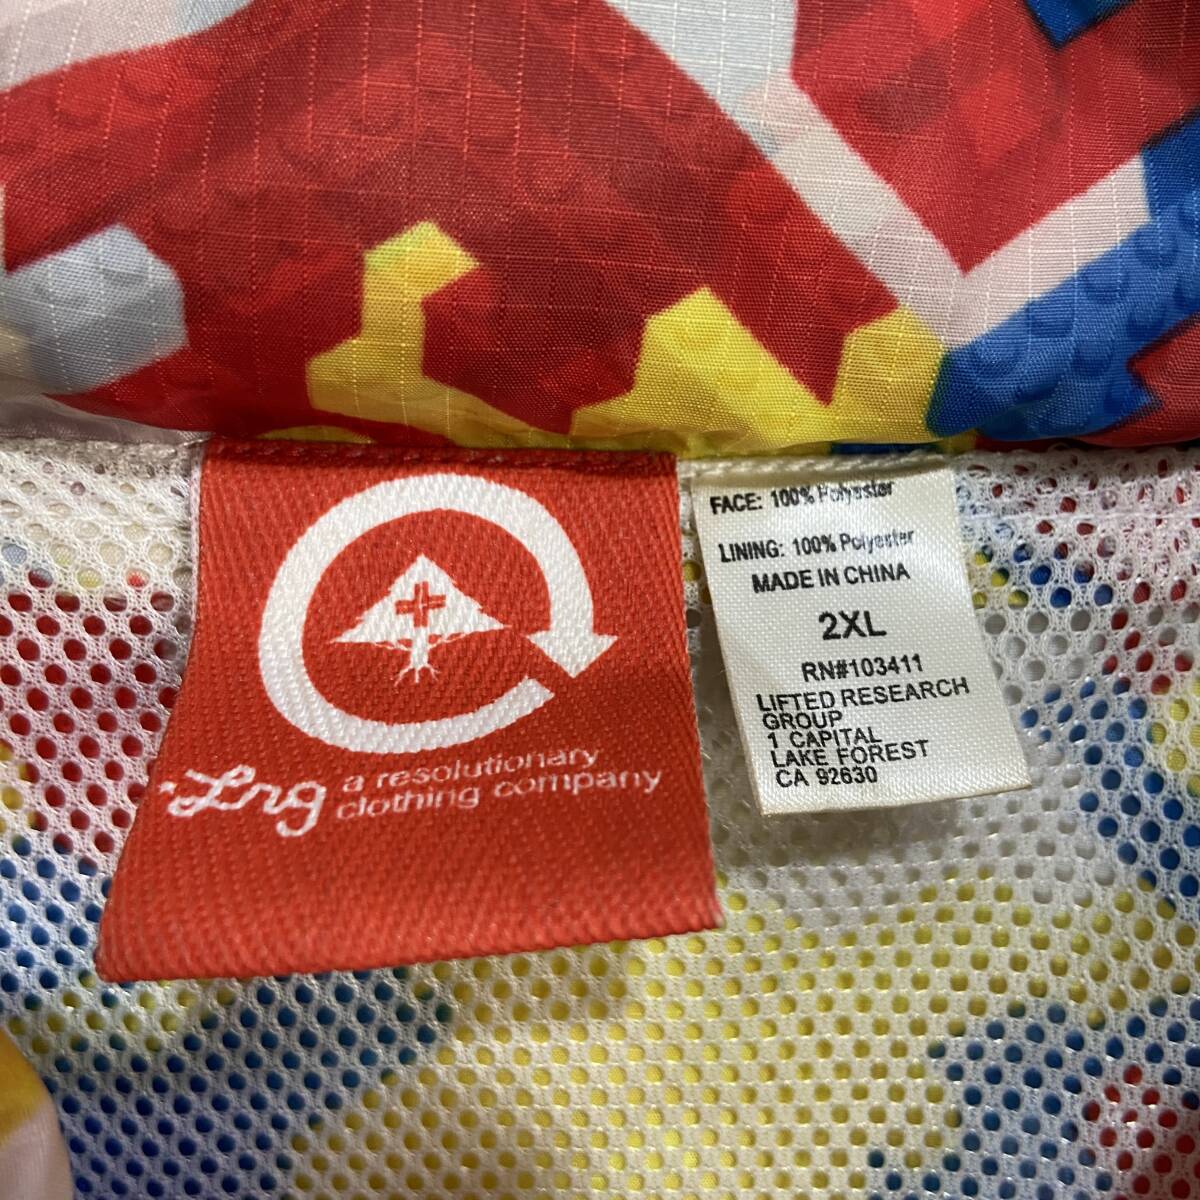 Lrg
a resolutionary
clothing company
FACE: 100% Polyester
LINING: 100% Polyester
MADE IN CHINA
2XL
RN#103411
LIFTED RESEARCH
GROUP
1 CAPITAL
LAKE FOREST
CA 92630